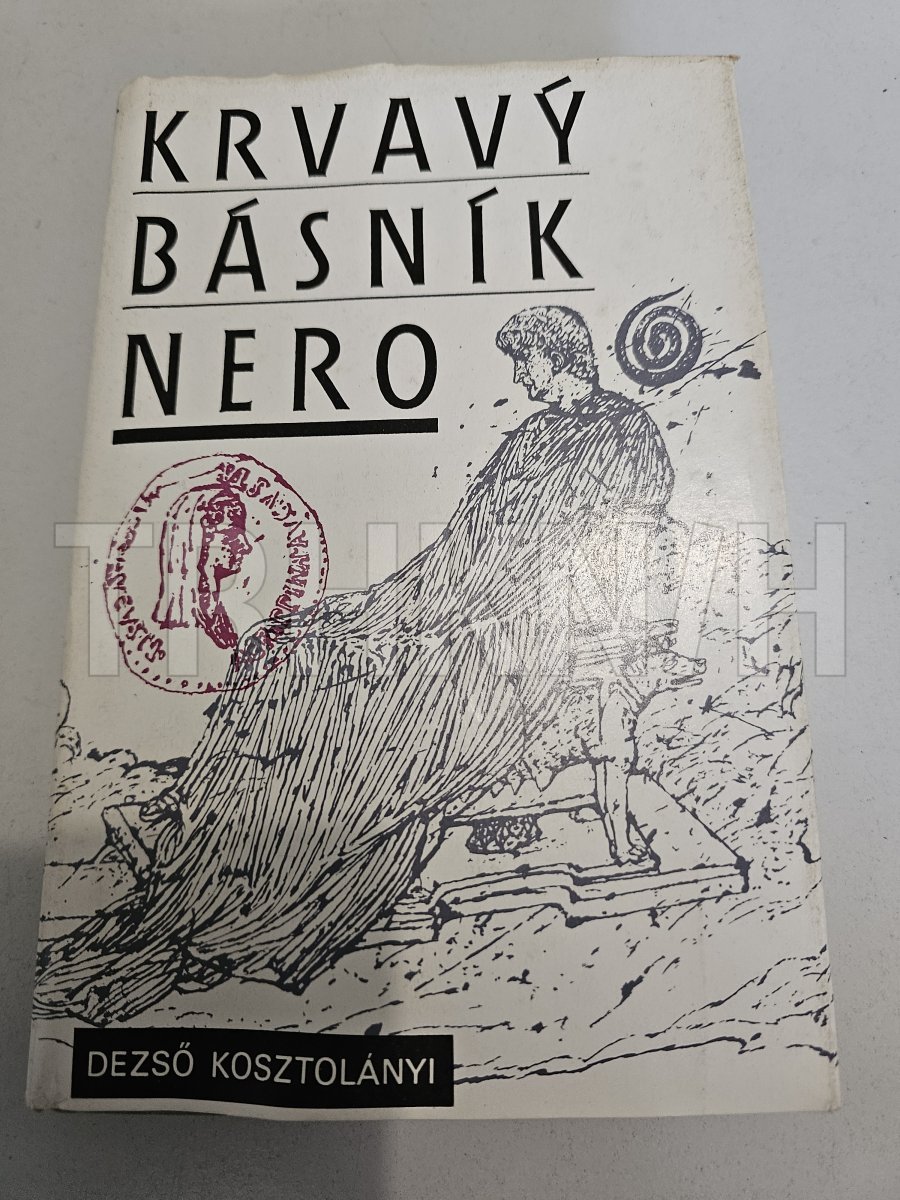 KRVAVÝ
BÁSNÍK
NERO
DEZSŐ KOSZTOLÁNYI